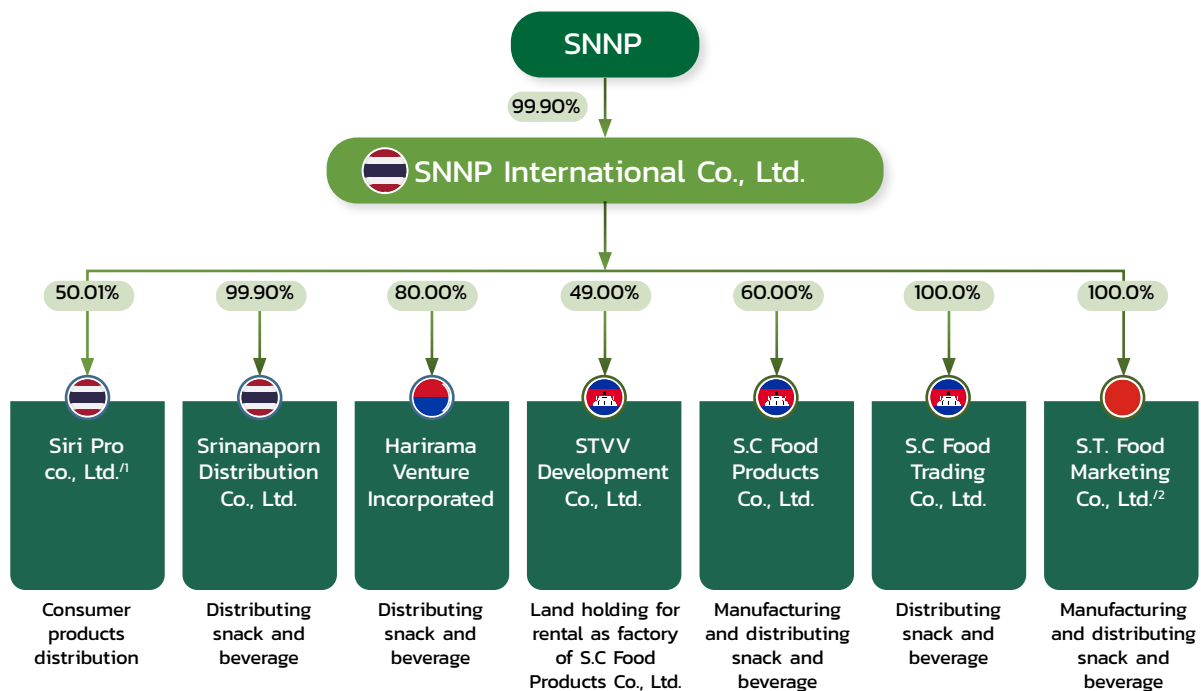 SNNP
99.90%
SNNP International Co., Ltd.
50.01%
99.90%
80.00%
49.00%
60.00%
100.0%
100.0%
Siri Pro
co., Ltd./1
Srinanaporn
Distribution
Co., Ltd.
Harirama
Venture
Incorporated
STVV
Development
Co., Ltd.
S.C Food
Products
Co., Ltd.
S.C Food
Trading
Co., Ltd.
S.T. Food
Marketing
Co., Ltd./2
Consumer
products
distribution
Distributing
snack and
beverage
Distributing
snack and
beverage
Land holding for
rental as factory
of S.C Food
Products Co., Ltd.
Manufacturing
and distributing
snack and
beverage
Distributing
snack and
beverage
Manufacturing
and distributing
snack and
beverage